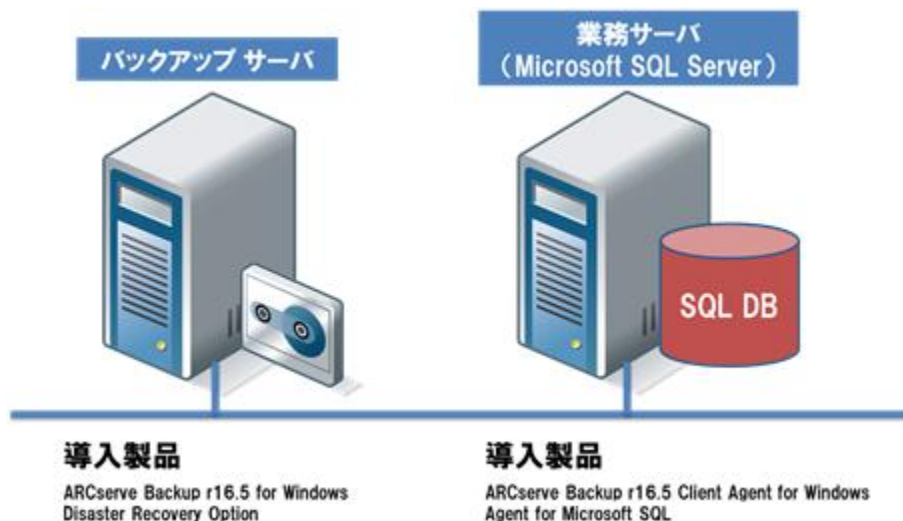 バックアップ サーバ
業務サーバ
（Microsoft SQL Server）
SQL DB
導入製品
ARCserve Backup r16.5 for Windows
Disaster Recovery Option
導入製品
ARCserve Backup r16.5 Client Agent for Windows
Agent for Microsoft SQL